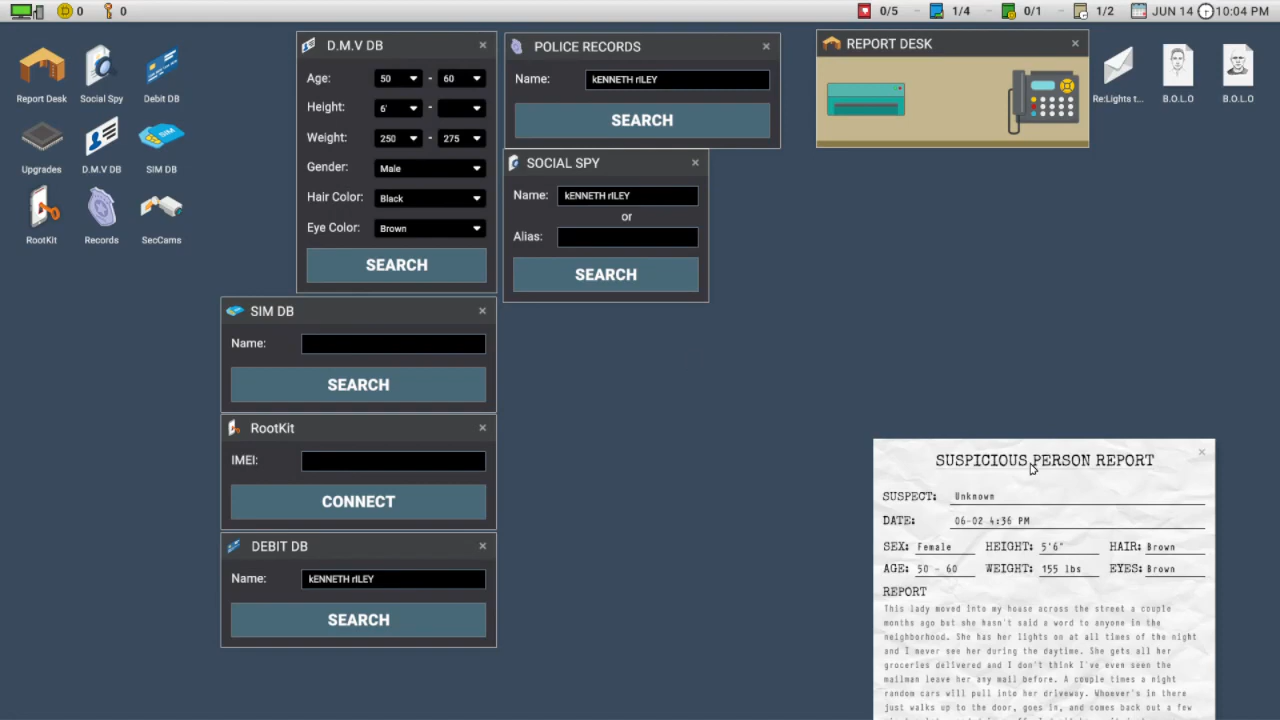 0
0
0/5
1/4
0/1
1/2
JUN 14
10:04 PM
Report Desk
Social Spy
Debit DB
Upgrades
D.M.V DB
SIM DB
RootKit
Records
SecCams
D.M.V DB
Age: 50 - 60
Height: 6' -
Weight: 250 - 275
Gender: Male
Hair Color: Black
Eye Color: Brown
SEARCH
POLICE RECORDS
Name: kENNETH rILEY
SEARCH
SOCIAL SPY
Name: kENNETH rILEY
or
Alias:
SEARCH
SIM DB
Name:
SEARCH
RootKit
IMEI:
CONNECT
DEBIT DB
Name: kENNETH rILEY
SEARCH
REPORT DESK
Re:Lights t...
B.O.L.O
B.O.L.O
SUSPICIOUS PERSON REPORT
SUSPECT: Unknown
DATE: 06-02 4:36 PM
SEX: Female HEIGHT: 5'6" HAIR: Brown
AGE: 50 - 60 WEIGHT: 155 lbs EYES: Brown
REPORT
This lady moved into my house across the street a couple
months ago but she hasn't said a word to anyone in the
neighborhood. She has her lights on at all times of the night
and I never see her during the daytime. She gets all her
groceries delivered and I don't think I've even seen the
mailman leave her any mail before. A couple times a night
random cars will pull into her driveway. Whoever's in there
just walks up to the door, goes in, and comes back out a few